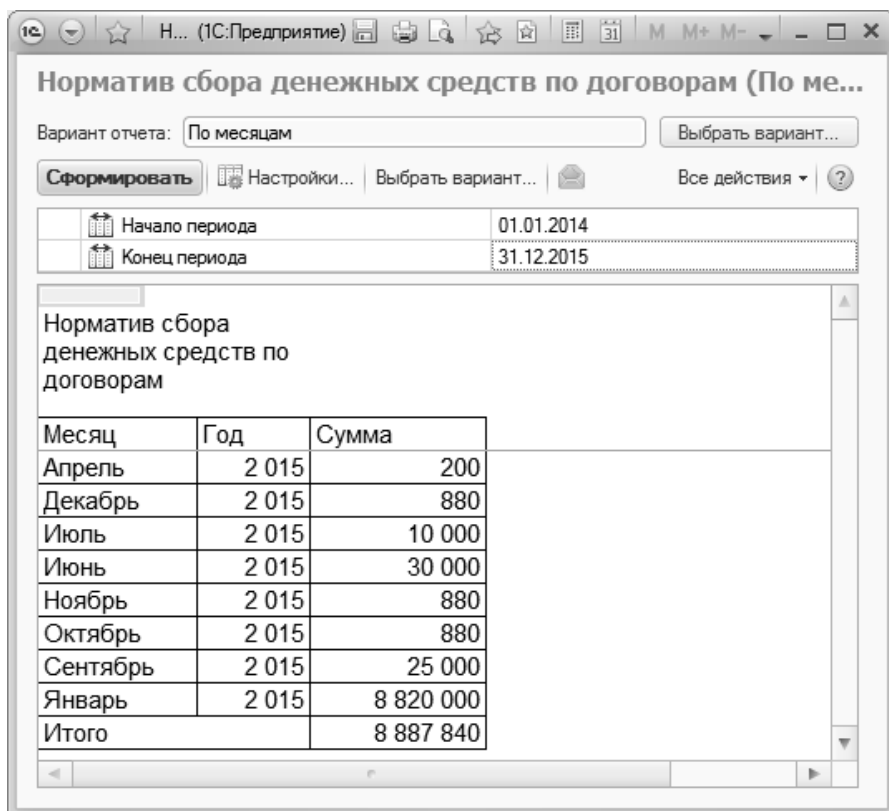 1С Н... (1С:Предприятие) 31 M M+ M-
Норматив сбора денежных средств по договорам (По ме...
Вариант отчета: По месяцам Выбрать вариант...
Сформировать Настройки... Выбрать вариант... Все действия ?
Начало периода 01.01.2014
Конец периода 31.12.2015
Норматив сбора
денежных средств по
договорам
Месяц Год Сумма
Апрель 2 015 200
Декабрь 2 015 880
Июль 2 015 10 000
Июнь 2 015 30 000
Ноябрь 2 015 880
Октябрь 2 015 880
Сентябрь 2 015 25 000
Январь 2 015 8 820 000
Итого 8 887 840